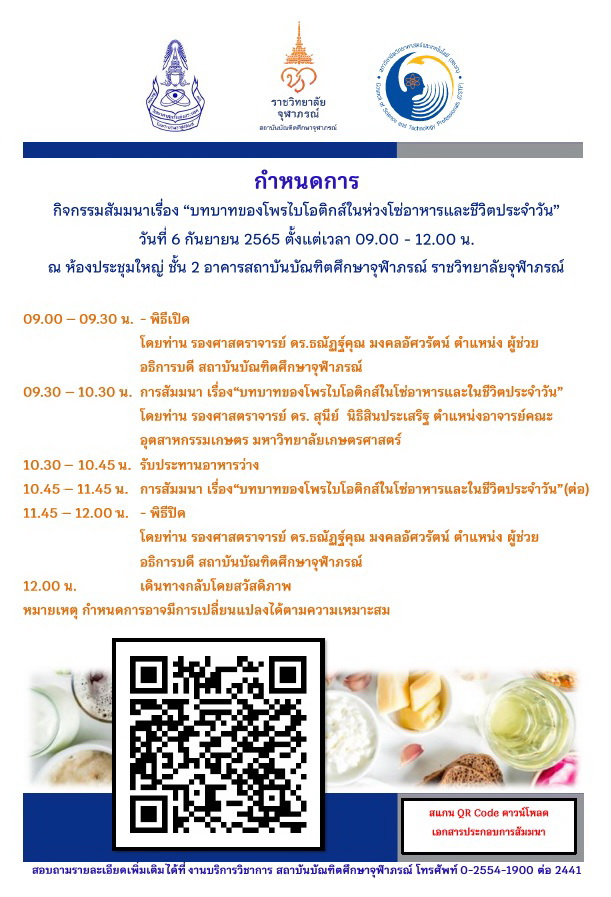 ราชวิทยาลัย
จุฬาภรณ์
สถาบันบัณฑิตศึกษาจุฬาภรณ์
Council of Science and Technology Professionals (CSTP)
กำหนดการ
กิจกรรมสัมมนาเรื่อง “บทบาทของโพรไบโอติกส์ในห่วงโซ่อาหารและชีวิตประจำวัน”
วันที่ 6 กันยายน 2565 ตั้งแต่เวลา 09.00 - 12.00 น.
ณ ห้องประชุมใหญ่ ชั้น 2 อาคารสถาบันบัณฑิตศึกษาจุฬาภรณ์ ราชวิทยาลัยจุฬาภรณ์
09.00 – 09.30 น. - พิธีเปิด
โดยท่าน รองศาสตราจารย์ ดร.ธณัฏฐ์คุณ มงคลอัศวรัตน์ ตำแหน่ง ผู้ช่วย
อธิการบดี สถาบันบัณฑิตศึกษาจุฬาภรณ์
09.30 – 10.30 น. การสัมมนา เรื่อง“บทบาทของโพรไบโอติกส์ในโซ่อาหารและในชีวิตประจำวัน”
โดยท่าน รองศาสตราจารย์ ดร. สุนีย์ นิธิสินประเสริฐ ตำแหน่งอาจารย์คณะ
อุตสาหกรรมเกษตร มหาวิทยาลัยเกษตรศาสตร์
10.30 – 10.45 น. รับประทานอาหารว่าง
10.45 – 11.45 น. การสัมมนา เรื่อง“บทบาทของโพรไบโอติกส์ในโซ่อาหารและในชีวิตประจำวัน”(ต่อ)
11.45 – 12.00 น. - พิธีปิด
โดยท่าน รองศาสตราจารย์ ดร.ธณัฏฐ์คุณ มงคลอัศวรัตน์ ตำแหน่ง ผู้ช่วย
อธิการบดี สถาบันบัณฑิตศึกษาจุฬาภรณ์
12.00 น. เดินทางกลับโดยสวัสดิภาพ
หมายเหตุ กำหนดการอาจมีการเปลี่ยนแปลงได้ตามความเหมาะสม
สแกน QR Code ดาวน์โหลด
เอกสารประกอบการสัมมนา
สอบถามรายละเอียดเพิ่มเติมได้ที่ งานบริการวิชาการ สถาบันบัณฑิตศึกษาจุฬาภรณ์ โทรศัพท์ 0-2554-1900 ต่อ 2441